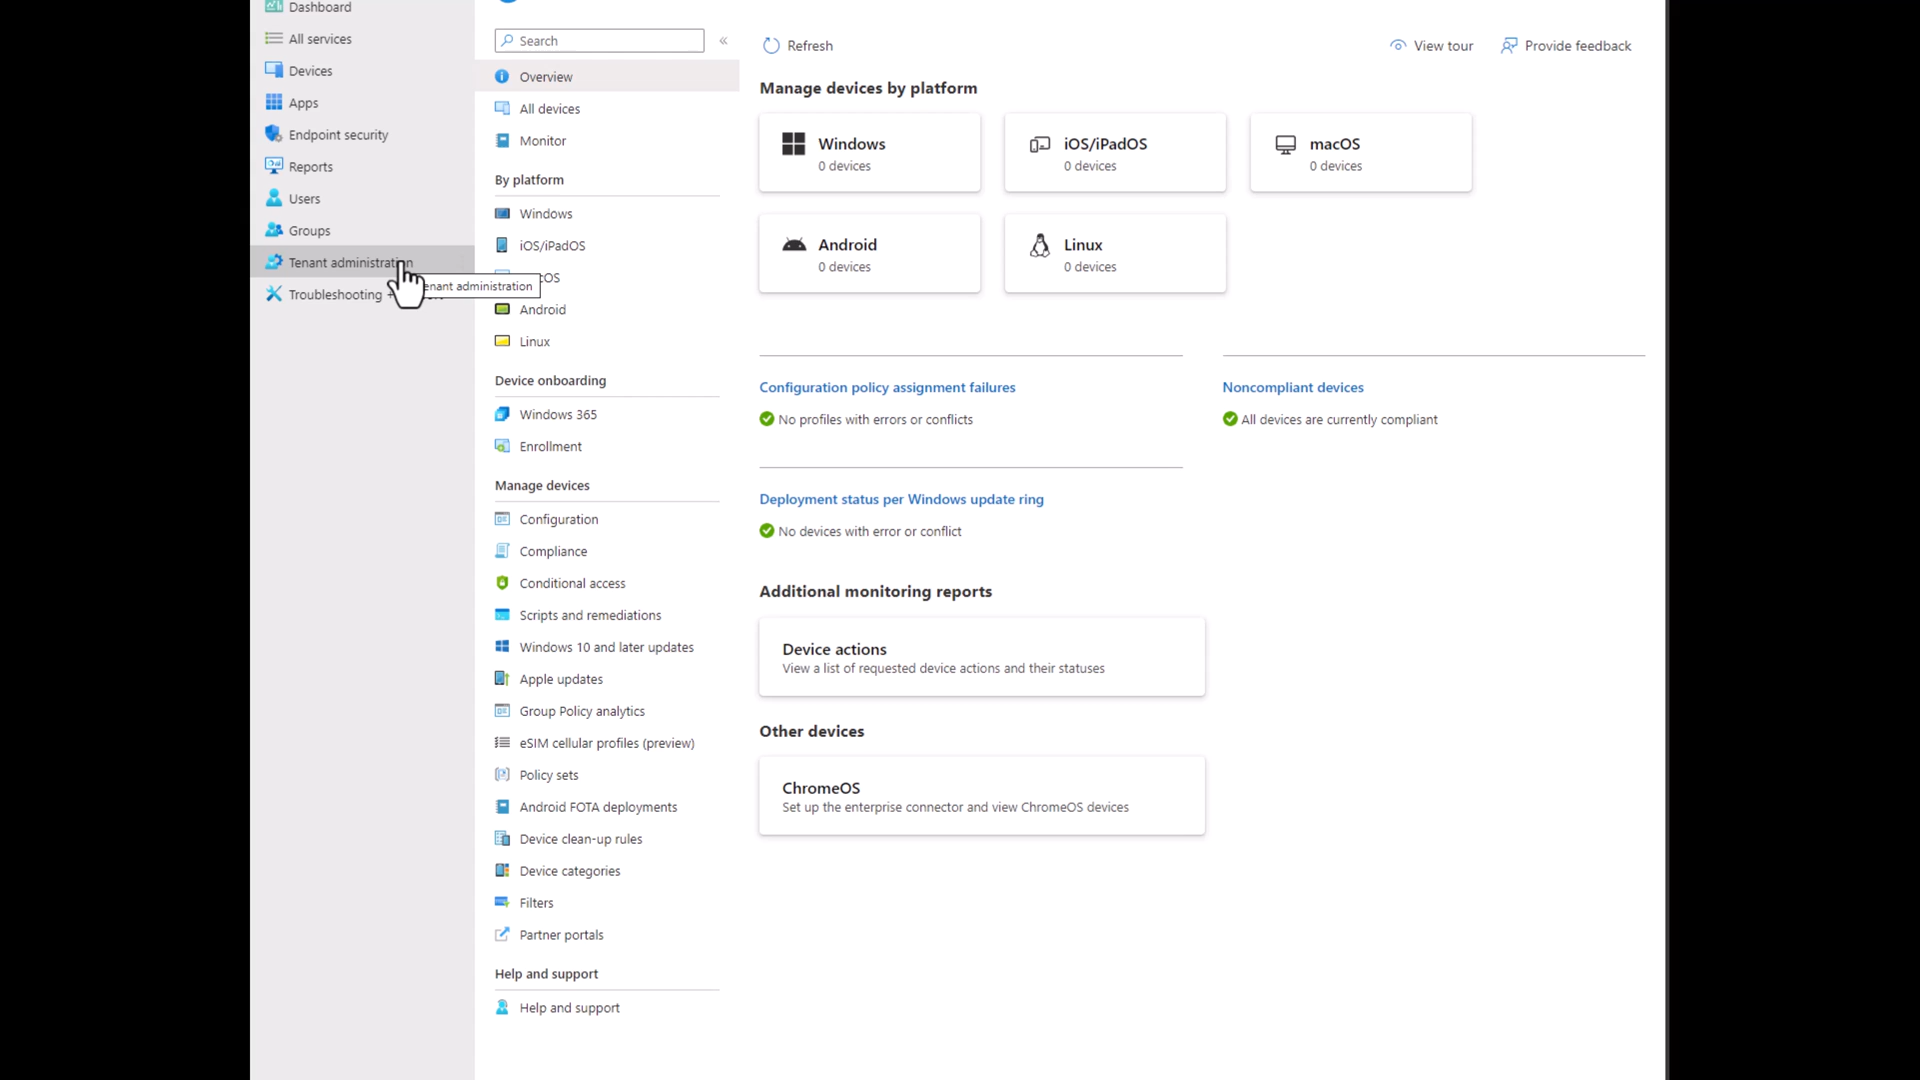 Dashboard
All services
Devices
Apps
Endpoint security
Reports
Users
Groups
Tenant administration
Troubleshooting +
enant administration
Search
«
Overview
All devices
Monitor
By platform
Windows
iOS/iPadOS
cOS
Android
Linux
Device onboarding
Windows 365
Enrollment
Manage devices
Configuration
Compliance
Conditional access
Scripts and remediations
Windows 10 and later updates
Apple updates
Group Policy analytics
eSIM cellular profiles (preview)
Policy sets
Android FOTA deployments
Device clean-up rules
Device categories
Filters
Partner portals
Help and support
Help and support
Refresh
View tour
Provide feedback
Manage devices by platform
Windows
0 devices
iOS/iPadOS
0 devices
macOS
0 devices
Android
0 devices
Linux
0 devices
Configuration policy assignment failures
No profiles with errors or conflicts
Noncompliant devices
All devices are currently compliant
Deployment status per Windows update ring
No devices with error or conflict
Additional monitoring reports
Device actions
View a list of requested device actions and their statuses
Other devices
ChromeOS
Set up the enterprise connector and view ChromeOS devices